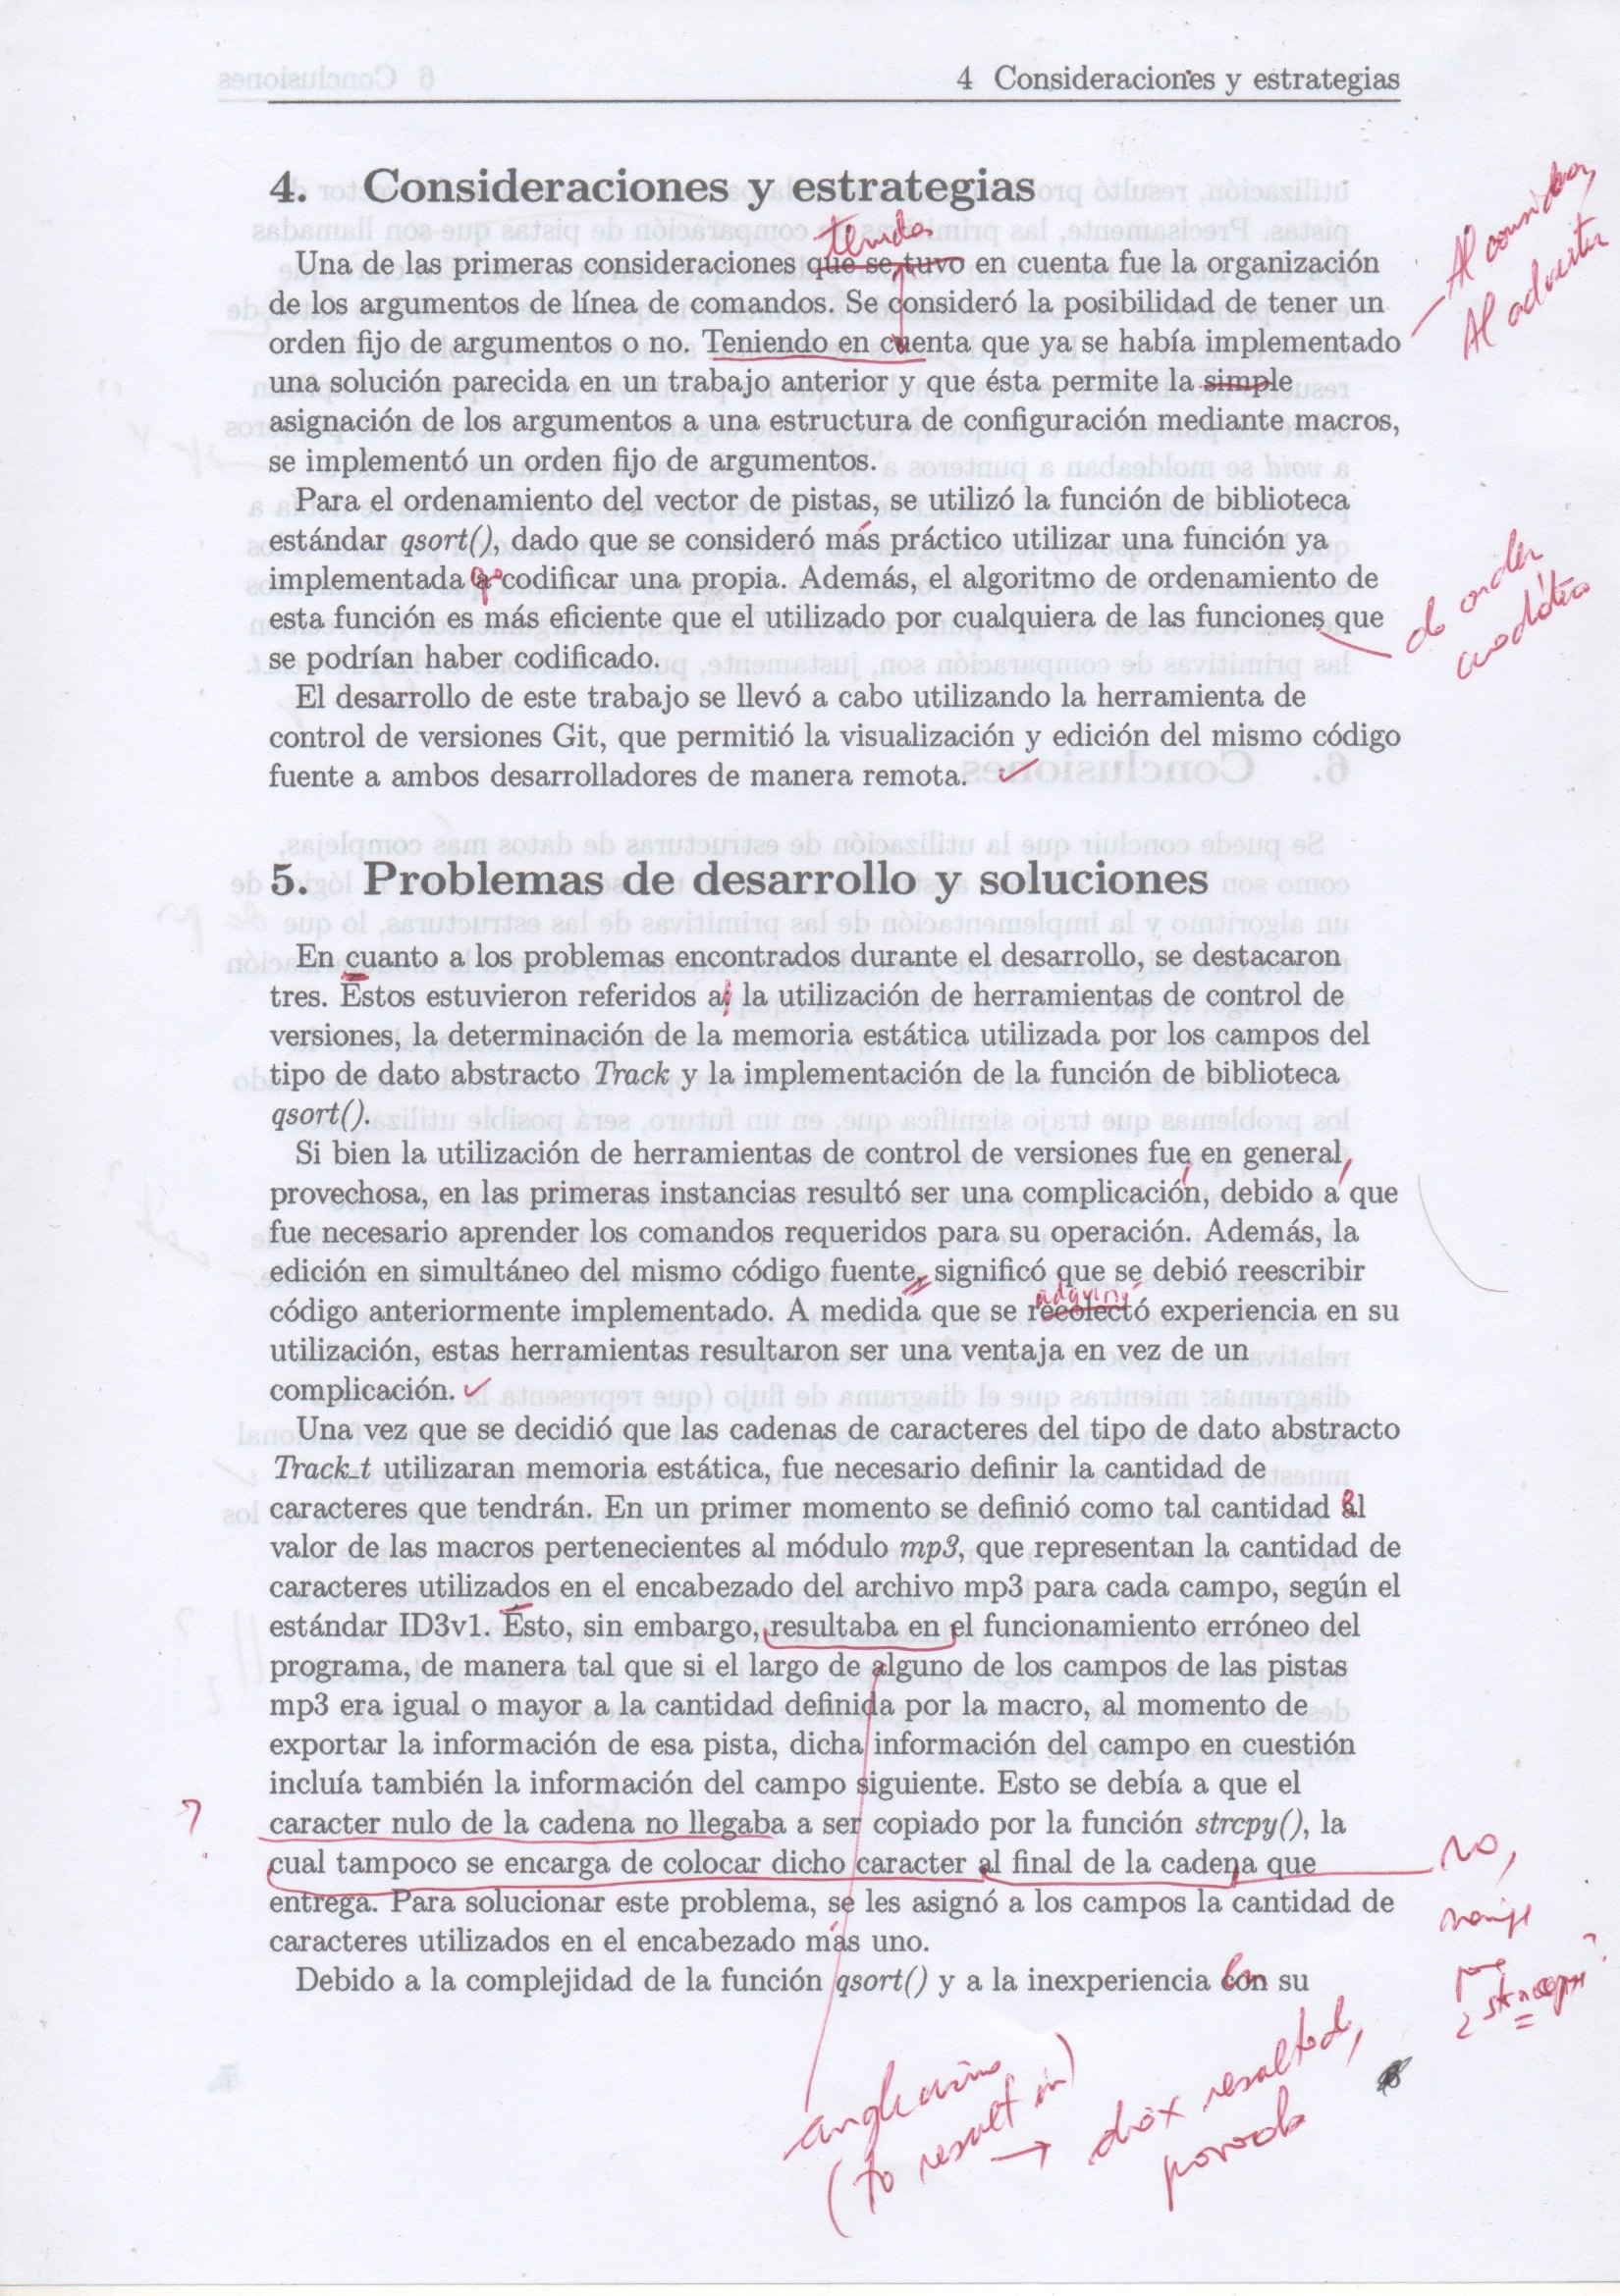 4 Consideraciones y estrategias
4. Consideraciones y estrategias
tenidas
Una de las primeras consideraciones que se tuvo en cuenta fue la organización
de los argumentos de línea de comandos. Se consideró la posibilidad de tener un
orden fijo de argumentos o no. Teniendo en cuenta que ya se había implementado
Al considerar,
Al advertir
una solución parecida en un trabajo anterior y que ésta permite la simple
asignación de los argumentos a una estructura de configuración mediante macros,
se implementó un orden fijo de argumentos.
Para el ordenamiento del vector de pistas, se utilizó la función de biblioteca
estándar qsort(), dado que se consideró más práctico utilizar una función ya
implementada a codificar una propia. Además, el algoritmo de ordenamiento de
esta función es más eficiente que el utilizado por cualquiera de las funciones que
de orden
cuadrático
se podrían haber codificado.
El desarrollo de este trabajo se llevó a cabo utilizando la herramienta de
control de versiones Git, que permitió la visualización y edición del mismo código
fuente a ambos desarrolladores de manera remota.
5. Problemas de desarrollo y soluciones
En cuanto a los problemas encontrados durante el desarrollo, se destacaron
tres. Éstos estuvieron referidos a: la utilización de herramientas de control de
versiones, la determinación de la memoria estática utilizada por los campos del
tipo de dato abstracto Track y la implementación de la función de biblioteca
qsort().
Si bien la utilización de herramientas de control de versiones fue, en general,
provechosa, en las primeras instancias resultó ser una complicación, debido a que
fue necesario aprender los comandos requeridos para su operación. Además, la
edición en simultáneo del mismo código fuente, significó que se debió reescribir
adquirió
código anteriormente implementado. A medida que se recolectó experiencia en su
utilización, estas herramientas resultaron ser una ventaja en vez de un
complicación.
Una vez que se decidió que las cadenas de caracteres del tipo de dato abstracto
Track_t utilizaran memoria estática, fue necesario definir la cantidad de
caracteres que tendrán. En un primer momento se definió como tal cantidad al
valor de las macros pertenecientes al módulo mp3, que representan la cantidad de
caracteres utilizados en el encabezado del archivo mp3 para cada campo, según el
estándar ID3v1. Ésto, sin embargo, resultaba en el funcionamiento erróneo del
programa, de manera tal que si el largo de alguno de los campos de las pistas
mp3 era igual o mayor a la cantidad definida por la macro, al momento de
exportar la información de esa pista, dicha información del campo en cuestión
incluía también la información del campo siguiente. Esto se debía a que el
? caracter nulo de la cadena no llegaba a ser copiado por la función strcpy(), la
cual tampoco se encarga de colocar dicho caracter al final de la cadena que
no,
entrega. Para solucionar este problema, se les asignó a los campos la cantidad de
caracteres utilizados en el encabezado más uno.
Debido a la complejidad de la función qsort() y a la inexperiencia con su
strncpy?
anglicismo
(to result in)
→